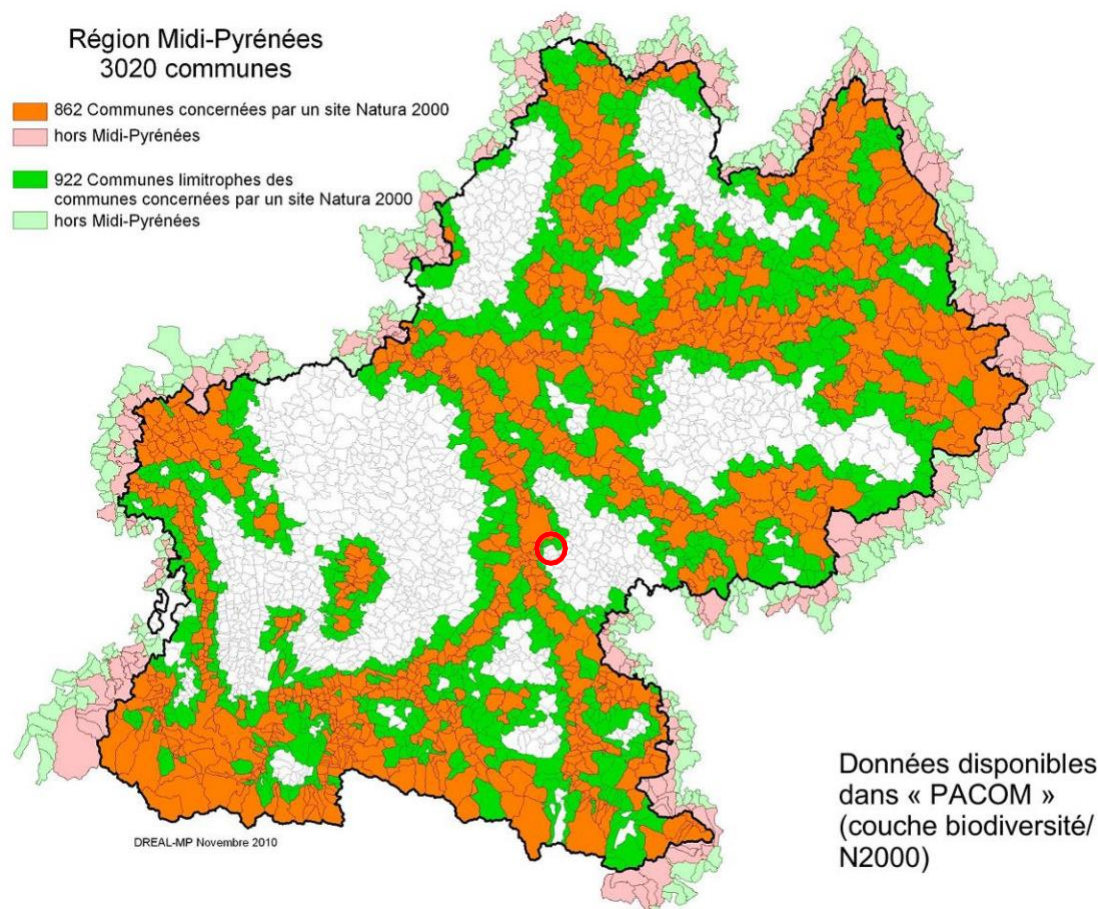 Région Midi-Pyrénées
3020 communes
862 Communes concernées par un site Natura 2000
hors Midi-Pyrénées
922 Communes limitrophes des
communes concernées par un site Natura 2000
hors Midi-Pyrénées
Données disponibles
dans « PACOM »
(couche biodiversité/
N2000)
DREAL-MP Novembre 2010